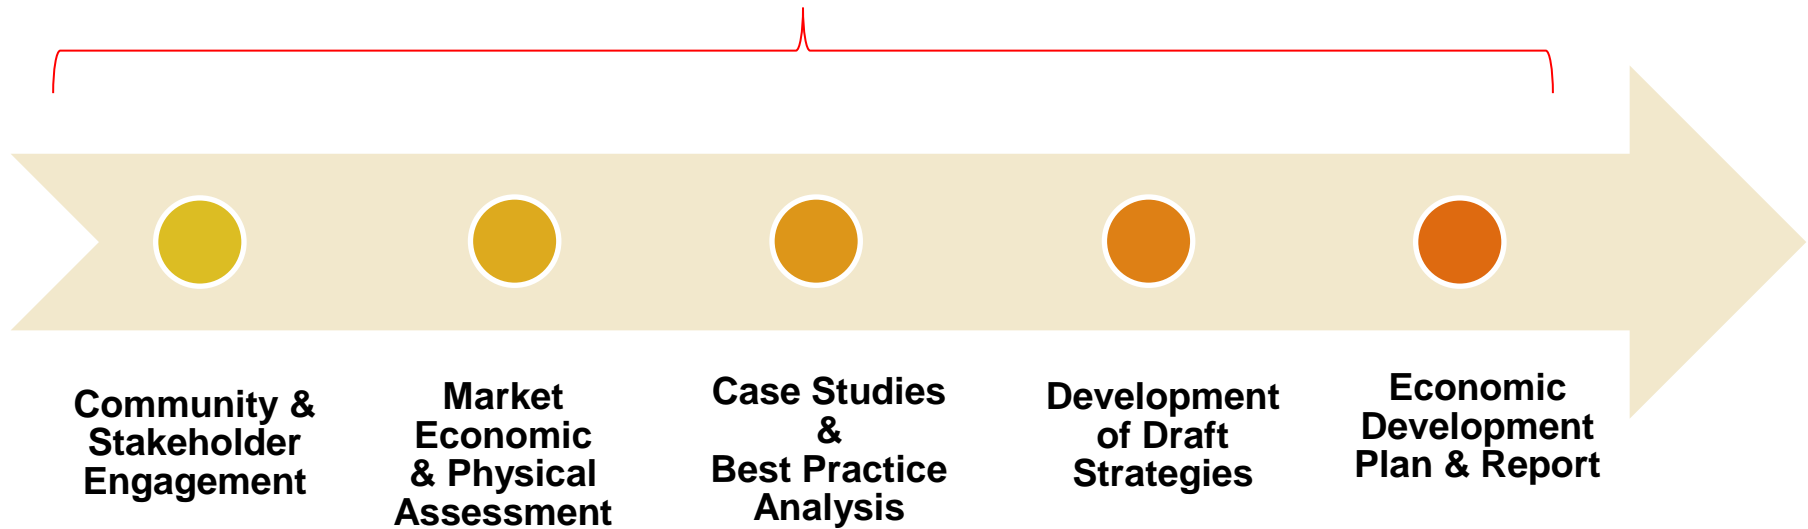 Community &
Stakeholder
Engagement
Market
Economic
& Physical
Assessment
Case Studies
&
Best Practice
Analysis
Development
of Draft
Strategies
Economic
Development
Plan & Report